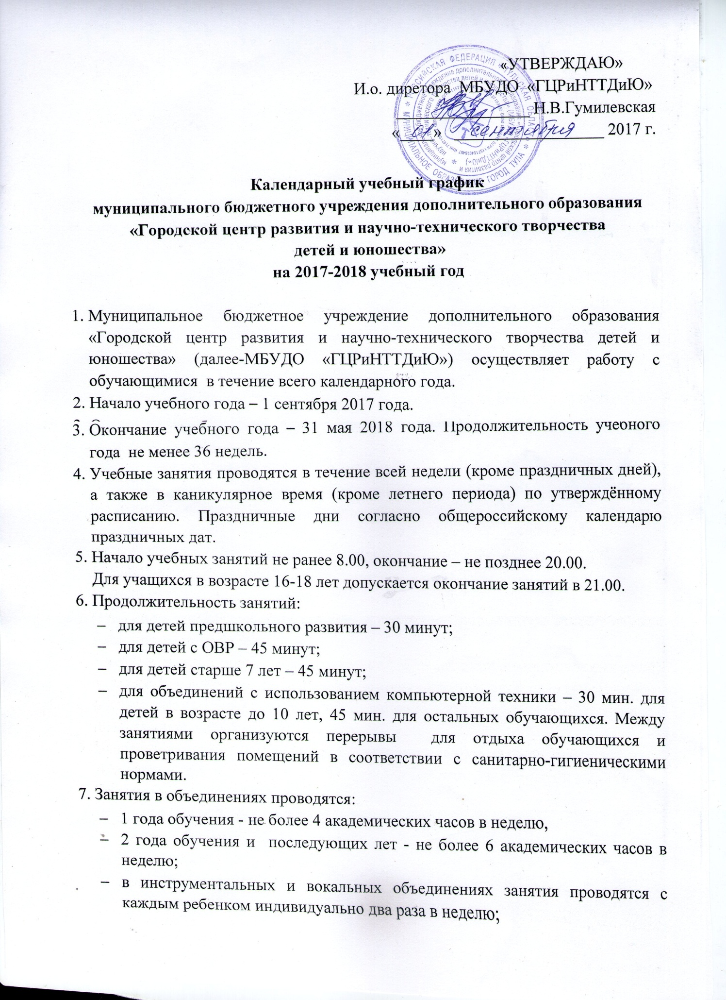 «УТВЕРЖДАЮ»
И.о. директора МБУДО «ГЦРиНТТДиЮ»
Н.В.Гумилевская
«01» сентября 2017 г.
РОССИЙСКАЯ ФЕДЕРАЦИЯ * ТУЛЬСКАЯ ОБЛАСТЬ * МУНИЦИПАЛЬНОЕ ОБРАЗОВАНИЕ ГОРОД ТУЛА *
Календарный учебный график
муниципального бюджетного учреждения дополнительного образования
«Городской центр развития и научно-технического творчества
детей и юношества»
на 2017-2018 учебный год
1. Муниципальное бюджетное учреждение дополнительного образования
«Городской центр развития и научно-технического творчества детей и
юношества» (далее-МБУДО «ГЦРиНТТДиЮ») осуществляет работу с
обучающимися в течение всего календарного года.
2. Начало учебного года – 1 сентября 2017 года.
3. Окончание учебного года – 31 мая 2018 года. Продолжительность учебного
года не менее 36 недель.
4. Учебные занятия проводятся в течение всей недели (кроме праздничных дней),
а также в каникулярное время (кроме летнего периода) по утверждённому
расписанию. Праздничные дни согласно общероссийскому календарю
праздничных дат.
5. Начало учебных занятий не ранее 8.00, окончание – не позднее 20.00.
Для учащихся в возрасте 16-18 лет допускается окончание занятий в 21.00.
6. Продолжительность занятий:
– для детей предшкольного развития – 30 минут;
– для детей с ОВР – 45 минут;
– для детей старше 7 лет – 45 минут;
– для объединений с использованием компьютерной техники – 30 мин. для
детей в возрасте до 10 лет, 45 мин. для остальных обучающихся. Между
занятиями организуются перерывы для отдыха обучающихся и
проветривания помещений в соответствии с санитарно-гигиеническими
нормами.
7. Занятия в объединениях проводятся:
– 1 года обучения - не более 4 академических часов в неделю,
– 2 года обучения и последующих лет - не более 6 академических часов в
неделю;
– в инструментальных и вокальных объединениях занятия проводятся с
каждым ребенком индивидуально два раза в неделю;